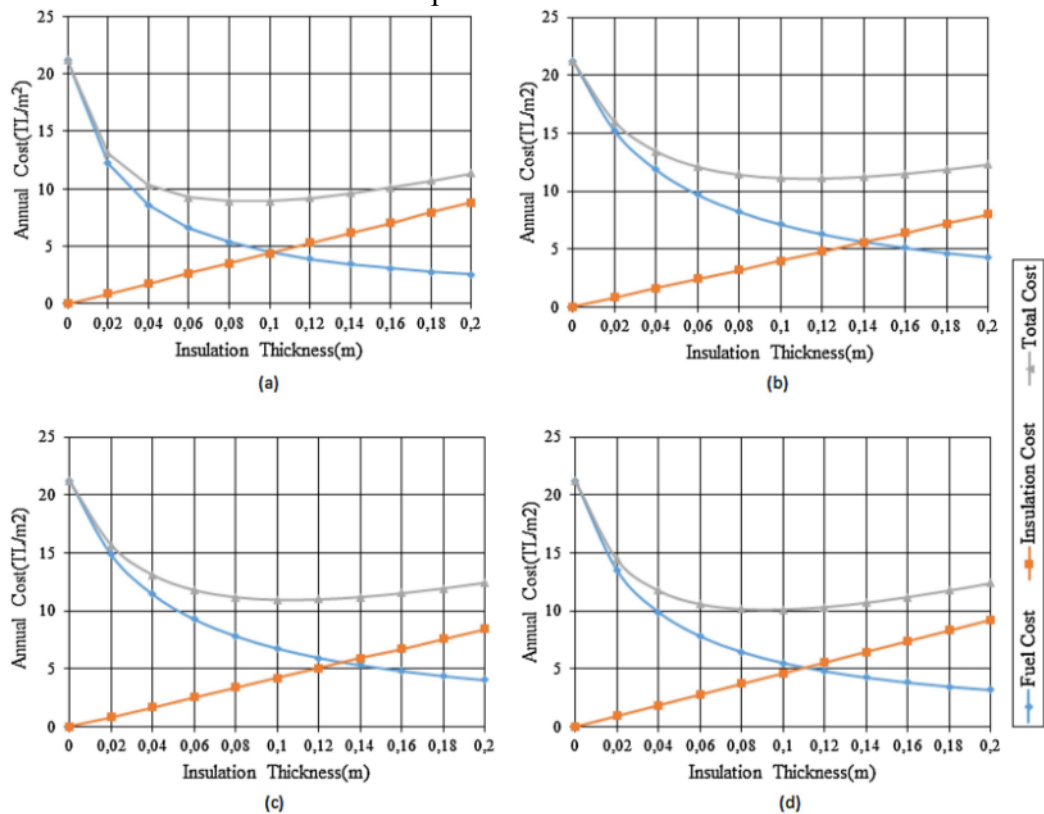 25
20
15
10
5
0
Annual Cost(TL/m²)
0 0,02 0,04 0,06 0,08 0,1 0,12 0,14 0,16 0,18 0,2
Insulation Thickness(m)
(a)
25
20
15
10
5
0
Annual Cost(TL/m2)
0 0,02 0,04 0,06 0,08 0,1 0,12 0,14 0,16 0,18 0,2
Insulation Thickness(m)
(b)
25
20
15
10
5
0
Annual Cost(TL/m2)
0 0,02 0,04 0,06 0,08 0,1 0,12 0,14 0,16 0,18 0,2
Insulation Thickness(m)
(c)
25
20
15
10
5
0
Annual Cost(TL/m2)
0 0,02 0,04 0,06 0,08 0,1 0,12 0,14 0,16 0,18 0,2
Insulation Thickness(m)
(d)
Fuel Cost
Insulation Cost
Total Cost